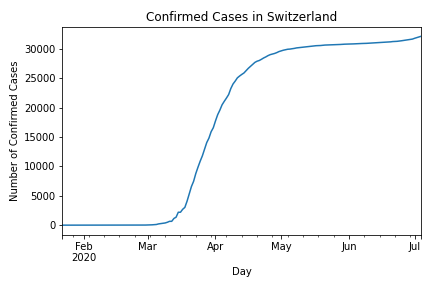 Confirmed Cases in Switzerland
Number of Confirmed Cases
30000
25000
20000
15000
10000
5000
0
Feb Mar Apr May Jun Jul
2020
Day